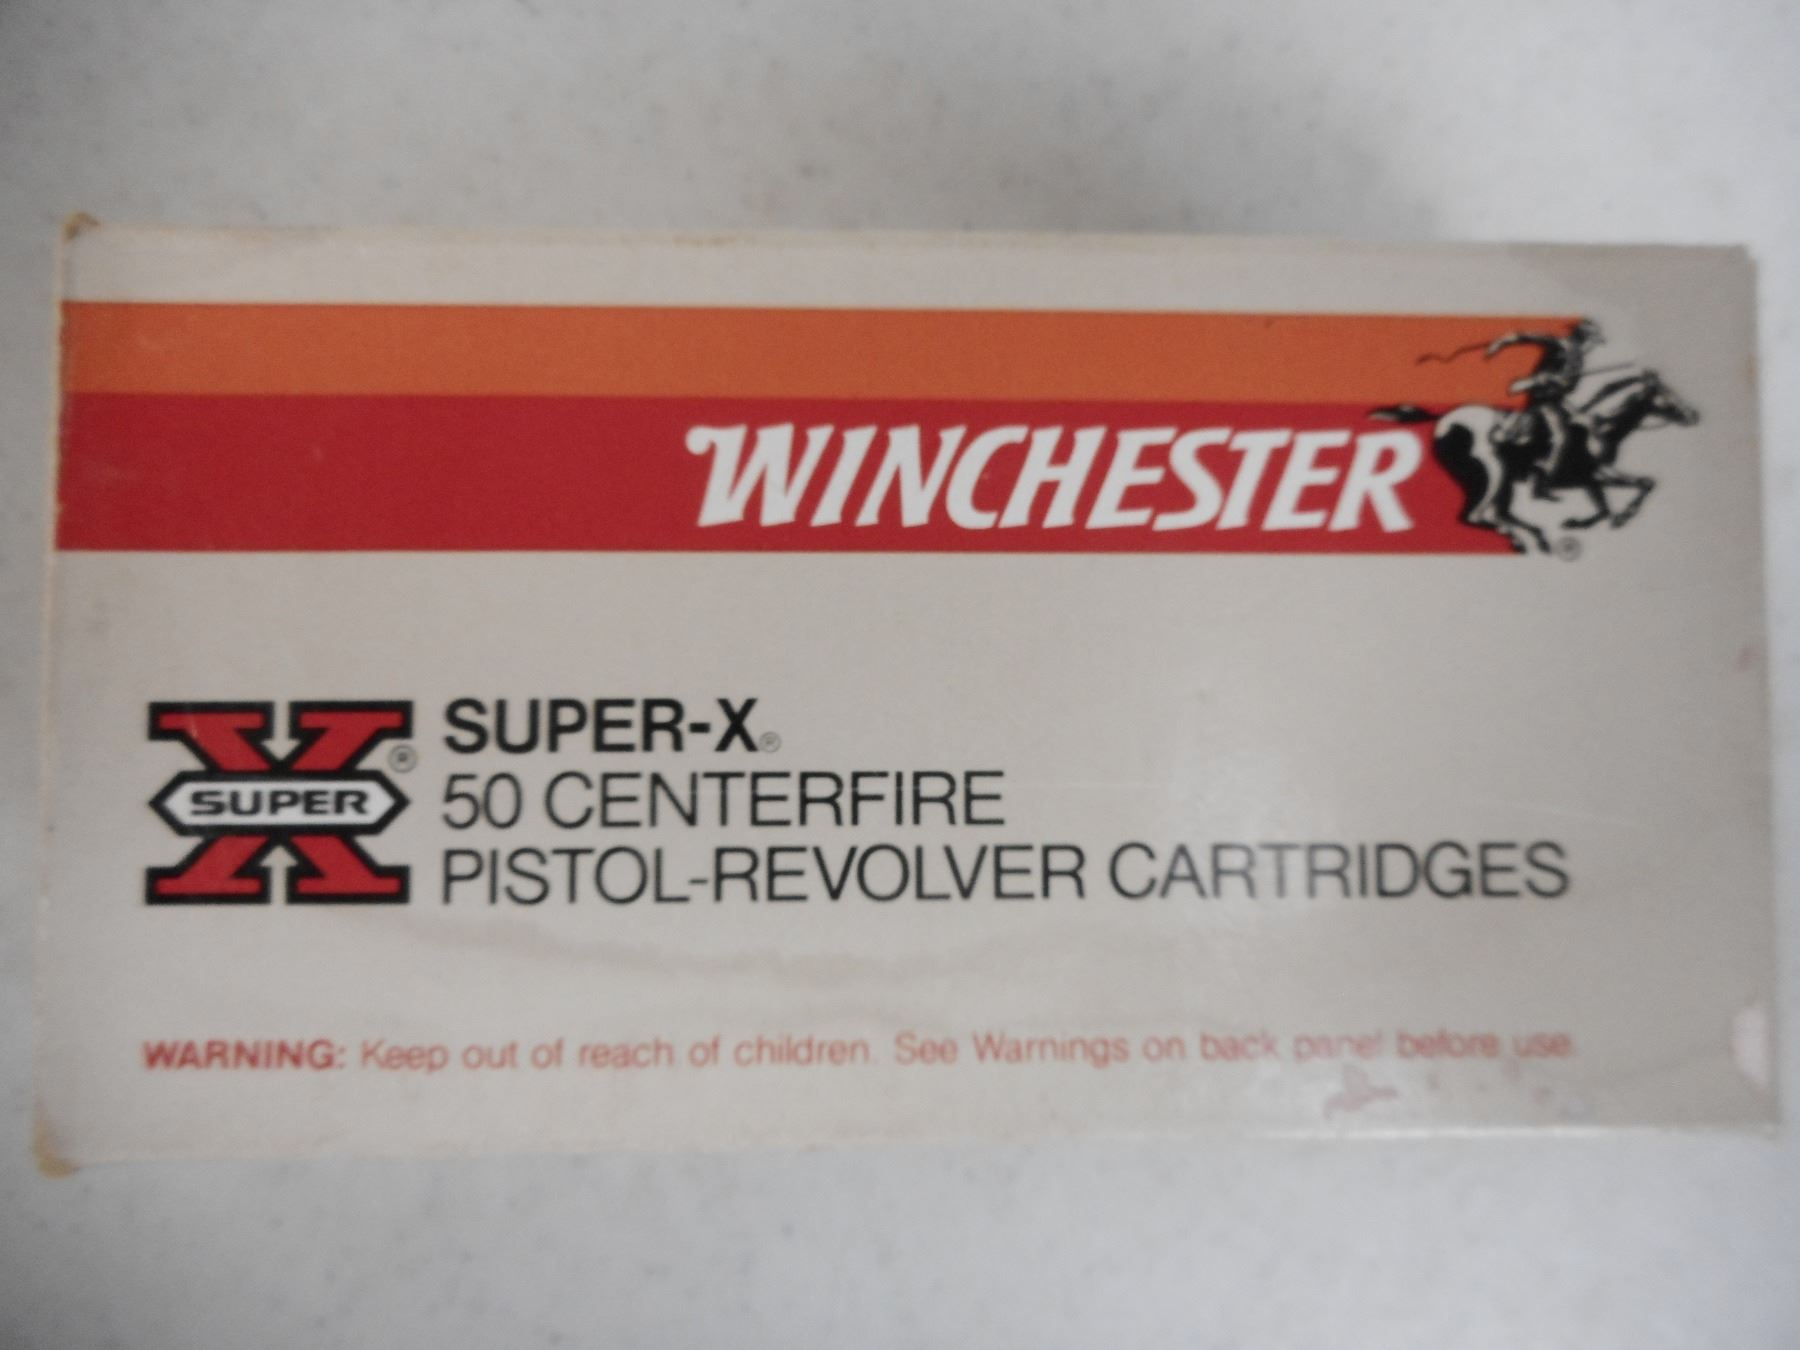 WINCHESTER ®
SUPER ®
SUPER-X®
50 CENTERFIRE
PISTOL-REVOLVER CARTRIDGES
WARNING: Keep out of reach of children. See Warnings on back panel before use.